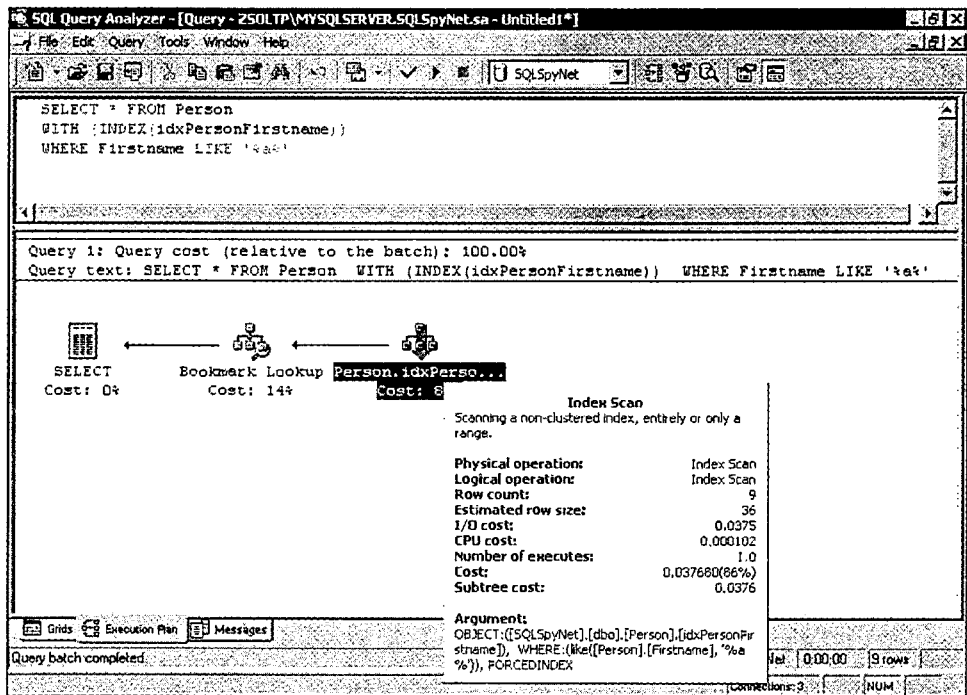 SQL Query Analyzer - [Query - ZSOLTP\MYSQLSERVER.SQLSpyNet.sa - Untitled1*]
File Edit Query Tools Window Help
SQLSpyNet
SELECT * FROM Person
WITH (INDEX(idxPersonFirstname))
WHERE Firstname LIKE '%a%'
Query 1: Query cost (relative to the batch): 100.00%
Query text: SELECT * FROM Person WITH (INDEX(idxPersonFirstname)) WHERE Firstname LIKE '%a%'
SELECT
Cost: 0%
Bookmark Lookup
Cost: 14%
Person.idxPerso...
Cost: 8
Index Scan
Scanning a non-clustered index, entirely or only a
range.
Physical operation: Index Scan
Logical operation: Index Scan
Row count: 9
Estimated row size: 36
I/O cost: 0.0375
CPU cost: 0.000102
Number of executes: 1.0
Cost: 0.037680(86%)
Subtree cost: 0.0376
Argument:
OBJECT:([SQLSpyNet].[dbo].[Person].[idxPersonFir
stname]), WHERE:(like([Person].[Firstname], '%a
%')), FORCEDINDEX
Grids Execution Plan Messages
Query batch completed. Net 0:00:00 9 rows
Connections: 3 NUM